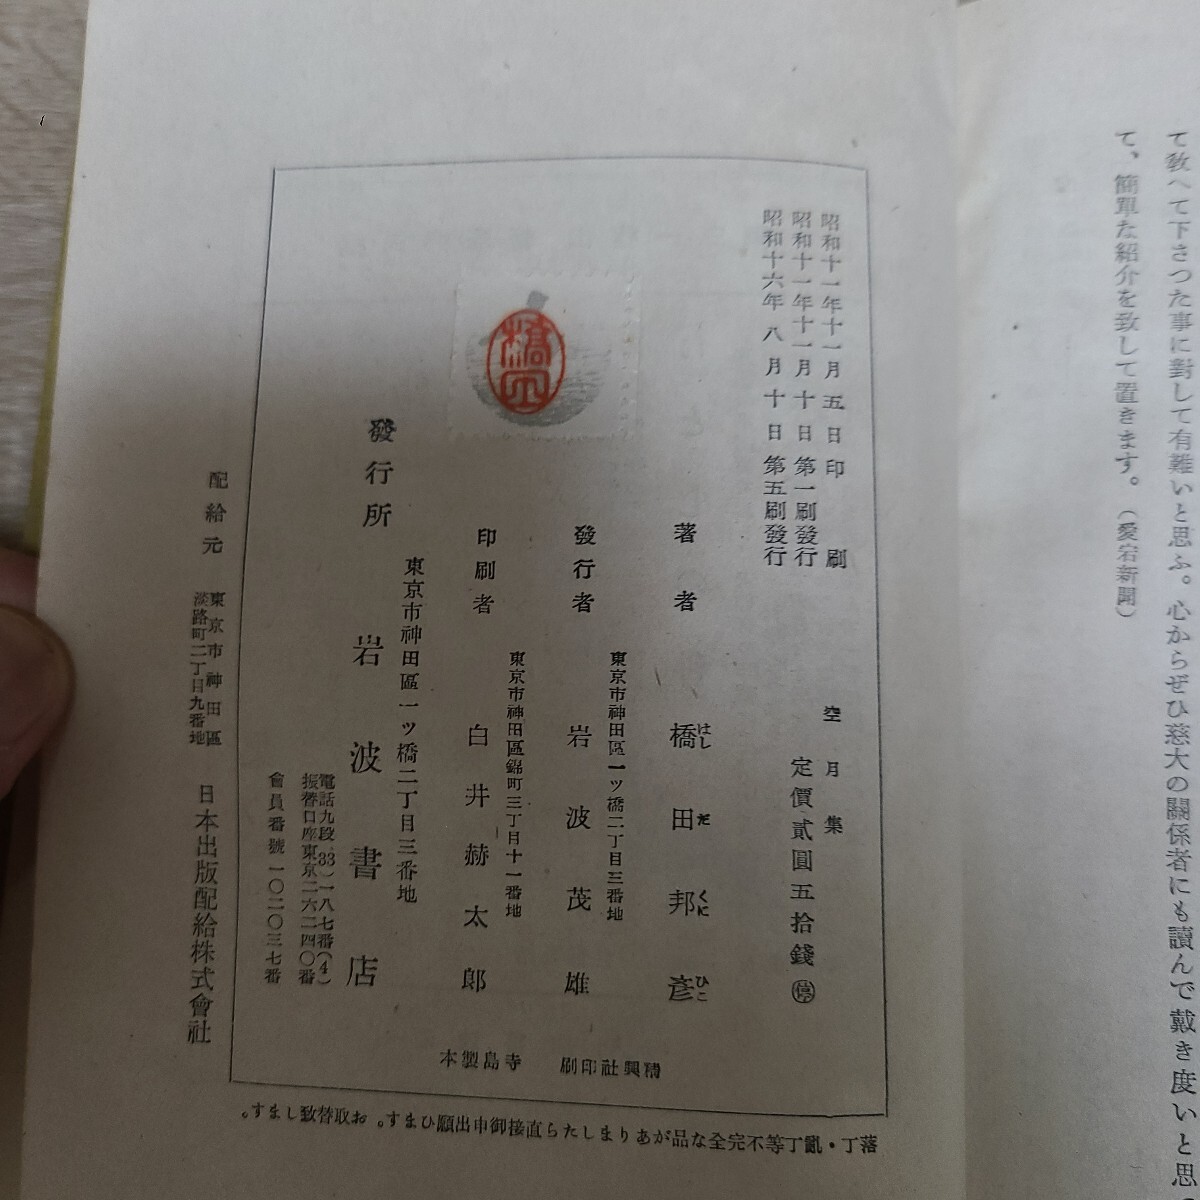 て敎へて下さつた事に對して有難いと思ふ。心からぜひ慈大の關係者にも讀んで戴き度いと思
て、簡單な紹介を致して置きます。(愛宕新聞)
昭和十一年十一月五日印刷
昭和十一年十一月十日第一刷發行
昭和十六年八月十日第五刷發行
空月集
定價貳圓五拾錢 停
著者 橋田邦彥
はしだくにひこ
東京市神田區一ツ橋二丁目三番地
發行者 岩波茂雄
東京市神田區錦町三丁目十一番地
印刷者 白井赫太郎
東京市神田區一ツ橋二丁目三番地
發行所 岩波書店
電話九段(33)一八七番(4)
振替口座東京二六二四〇番
會員番號一〇二〇三七番
精興社印刷 寺島製本
落丁・亂丁等不完全な品がありましたら直接御申出願ひます。お取替致します。
配給元 東京市神田區
淡路町二丁目九番地
日本出版配給株式會社